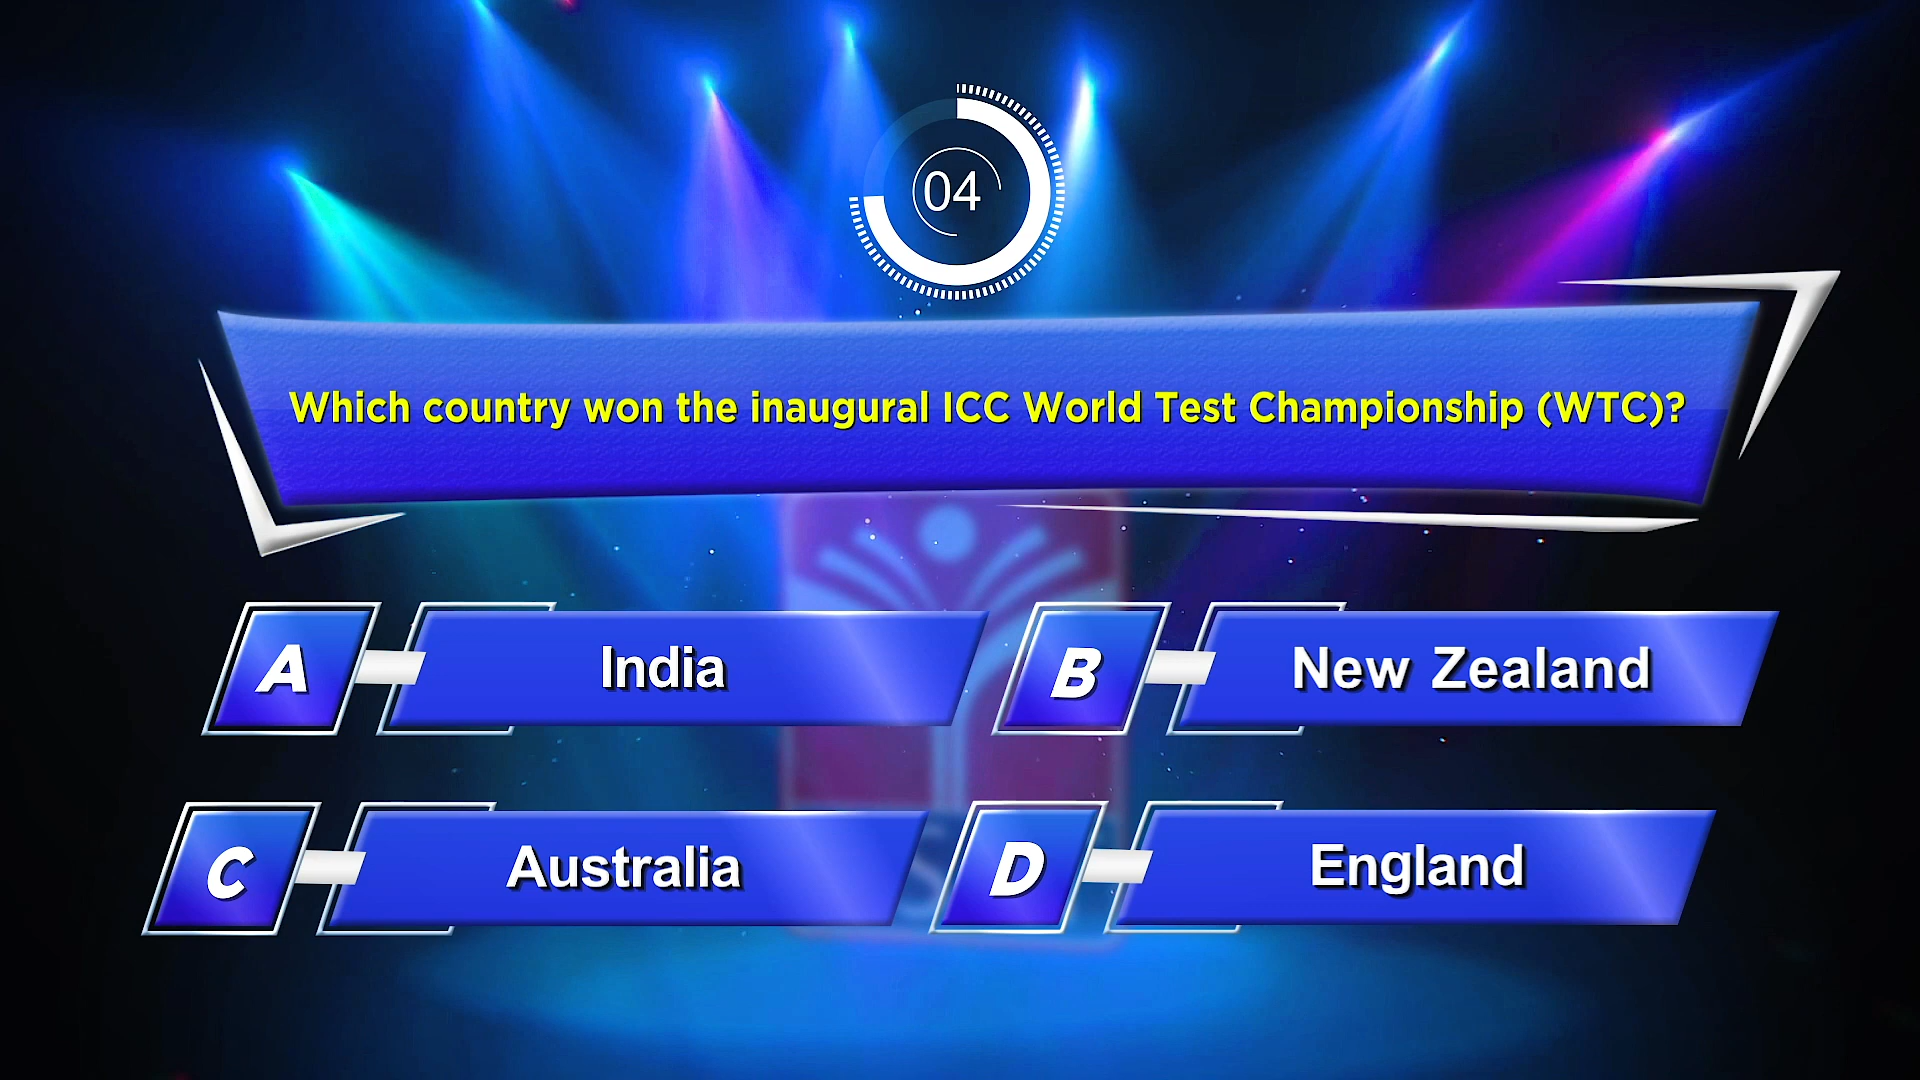 04
Which country won the inaugural ICC World Test Championship (WTC)?
A India
B New Zealand
C Australia
D England